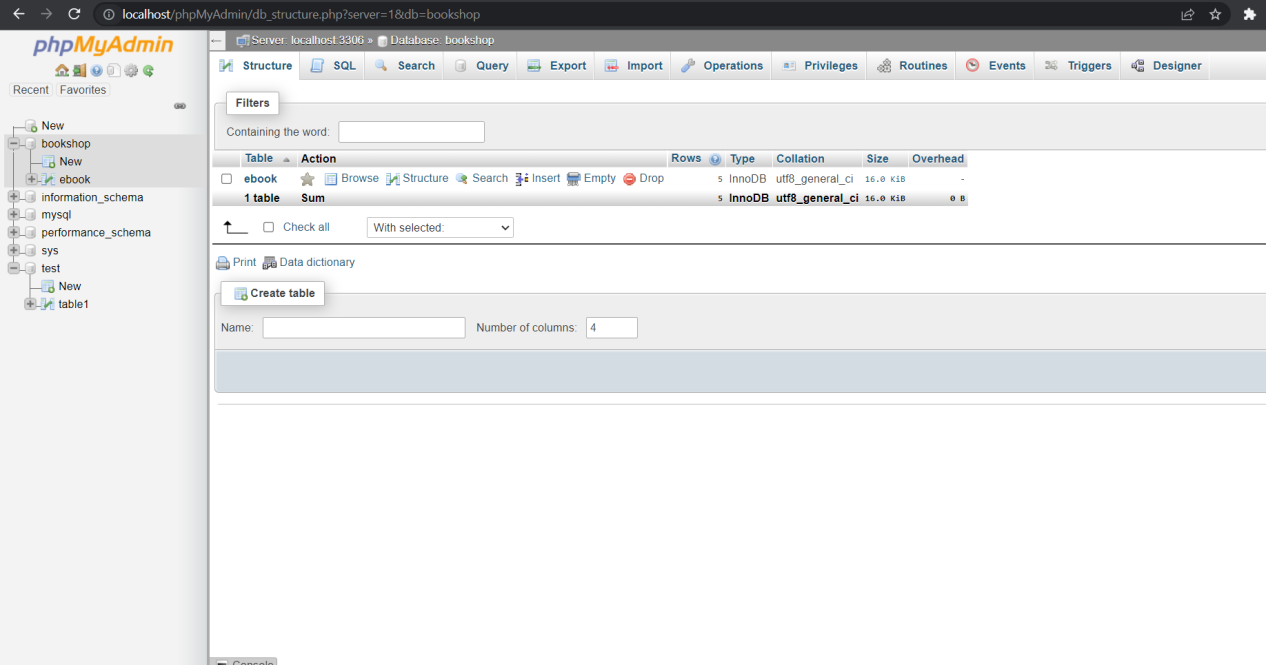 localhost/phpMyAdmin/db_structure.php?server=1&db=bookshop
phpMyAdmin
Recent Favorites
New
bookshop
New
ebook
information_schema
mysql
performance_schema
sys
test
New
table1
Server: localhost:3306 » Database: bookshop
Structure SQL Search Query Export Import Operations Privileges Routines Events Triggers Designer
Filters
Containing the word:
Table Action Rows Type Collation Size Overhead
ebook Browse Structure Search Insert Empty Drop 5 InnoDB utf8_general_ci 16.0 KiB -
1 table Sum 5 InnoDB utf8_general_ci 16.0 KiB 0 B
Check all With selected:
Print Data dictionary
Create table
Name: Number of columns: 4
Console